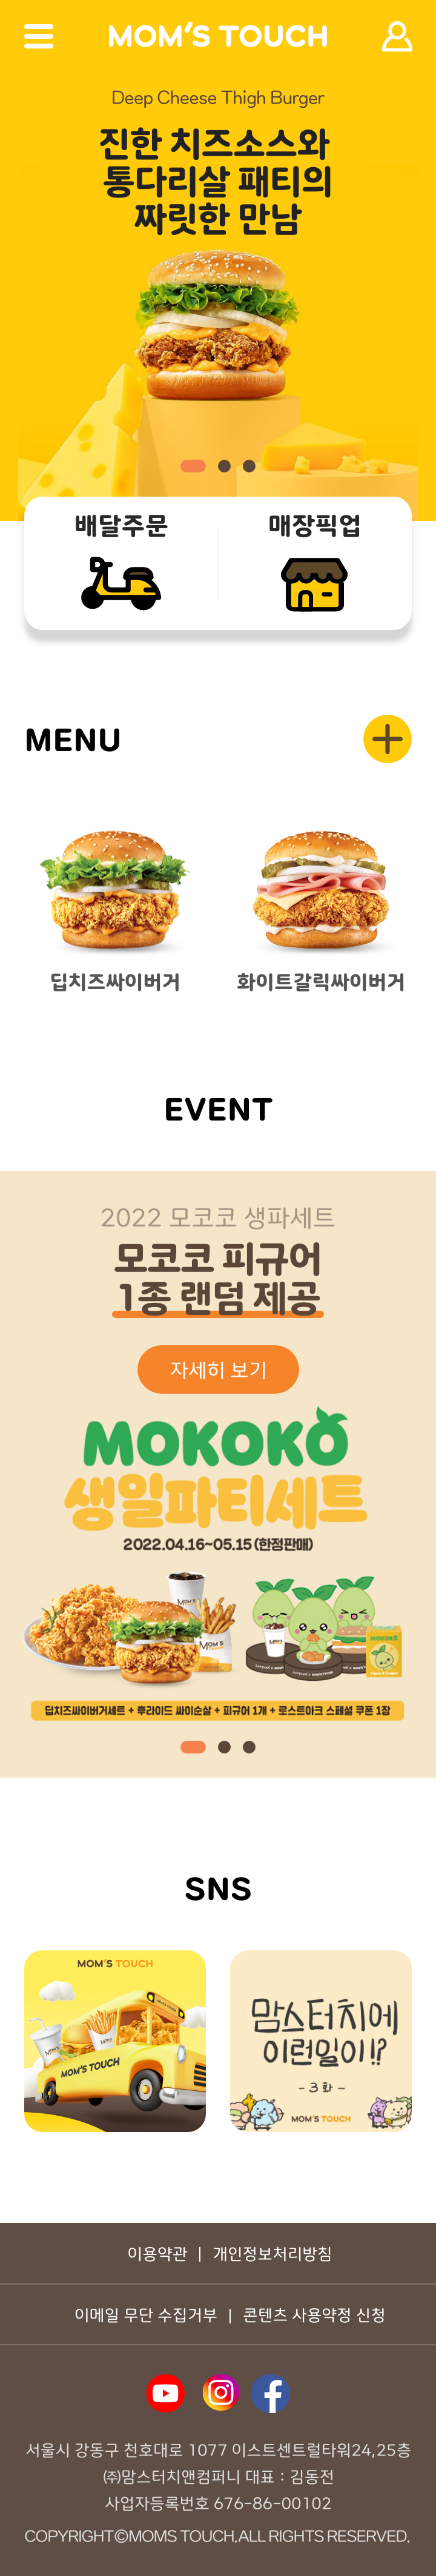 MOM'S TOUCH
Deep Cheese Thigh Burger
진한 치즈소스와
통다리살 패티의
짜릿한 만남
배달주문
매장픽업
MENU
딥치즈싸이버거
화이트갈릭싸이버거
EVENT
2022 모코코 생파세트
모코코 피규어
1종 랜덤 제공
자세히 보기
MOKOKO
생일파티세트
2022.04.16~05.15 (한정판매)
MOM'S
MOKOKO
딥치즈싸이버거세트 + 후라이드 싸이순살 + 피규어 1개 + 로스트아크 스페셜 쿠폰 1장
SNS
MOM'S TOUCH
MOM'S TOUCH
맘스터치에
이런일이!?
- 3화 -
MOM'S TOUCH
이용약관 | 개인정보처리방침
이메일 무단 수집거부 | 콘텐츠 사용약정 신청
서울시 강동구 천호대로 1077 이스트센트럴타워24,25층
㈜맘스터치앤컴퍼니 대표 : 김동전
사업자등록번호 676-86-00102
COPYRIGHT©MOMS TOUCH.ALL RIGHTS RESERVED.